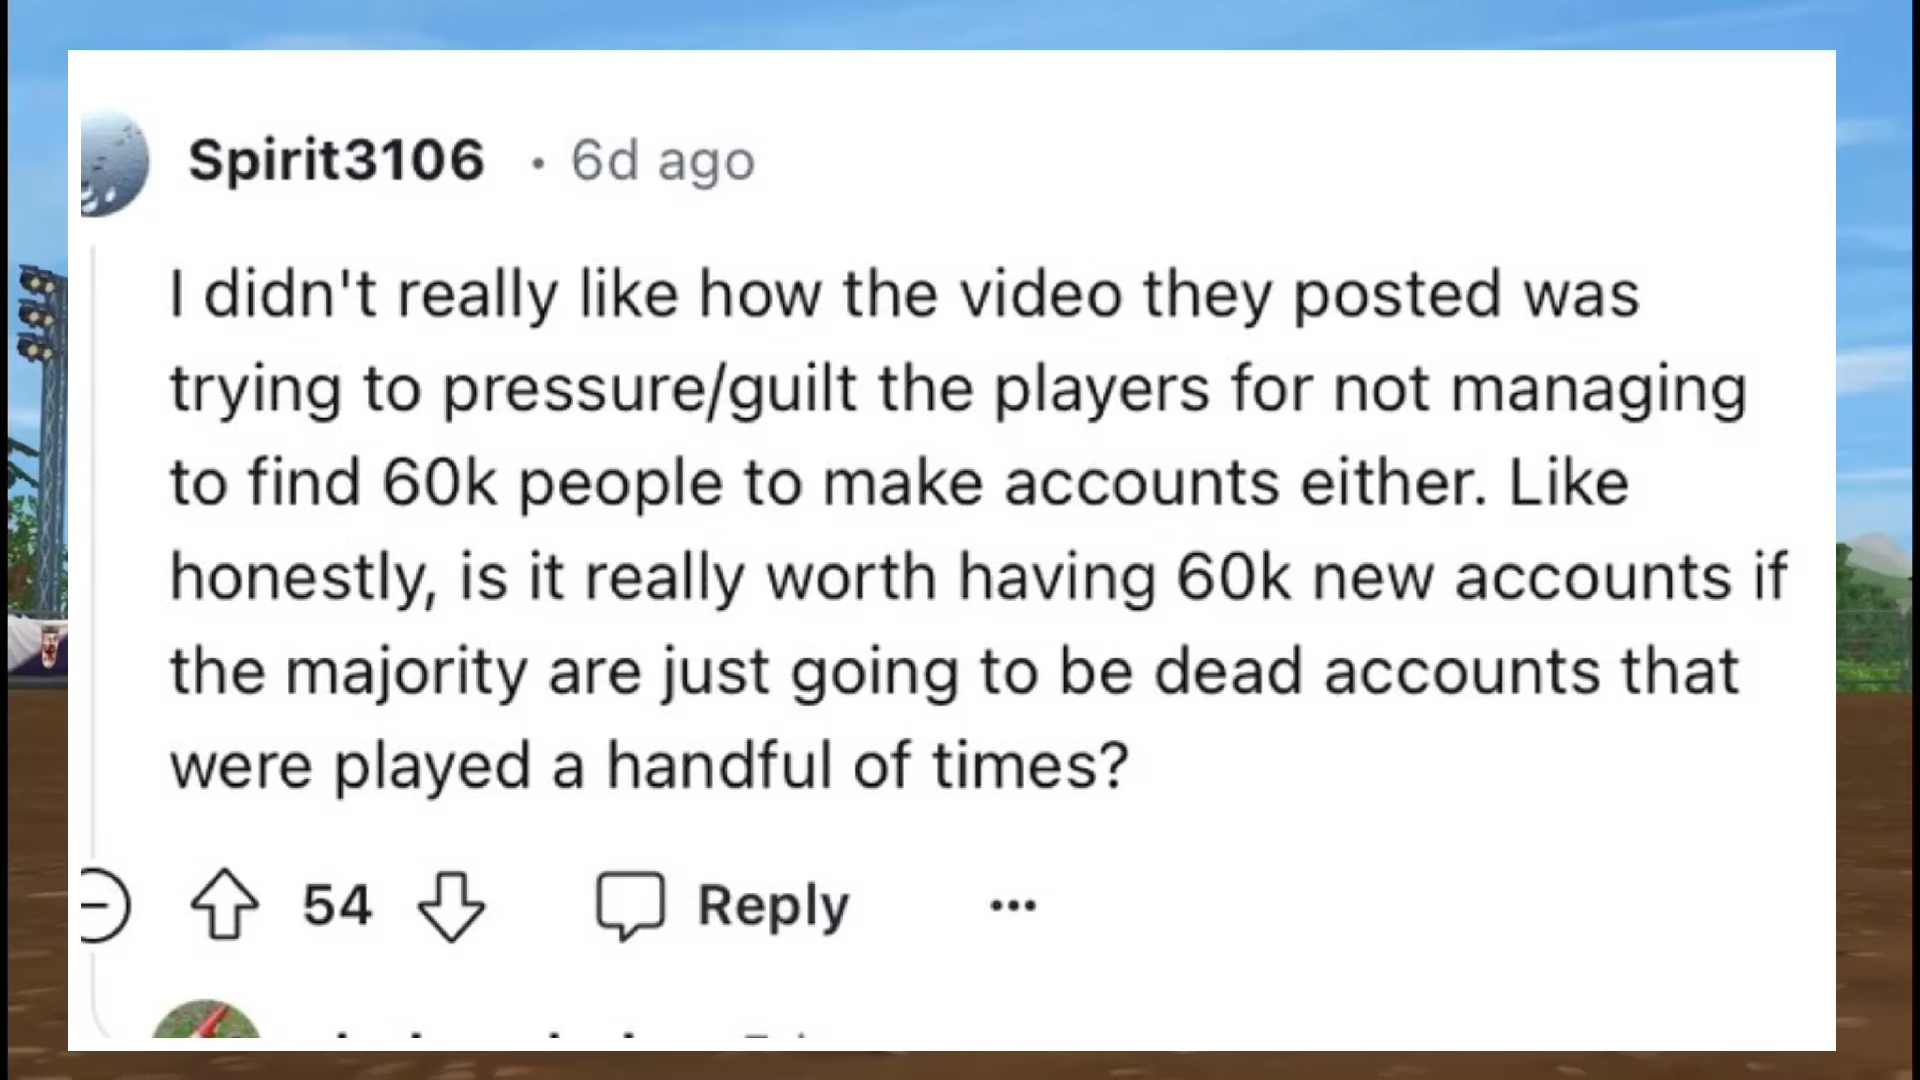 Spirit3106 · 6d ago
I didn't really like how the video they posted was
trying to pressure/guilt the players for not managing
to find 60k people to make accounts either. Like
honestly, is it really worth having 60k new accounts if
the majority are just going to be dead accounts that
were played a handful of times?
54 Reply ...